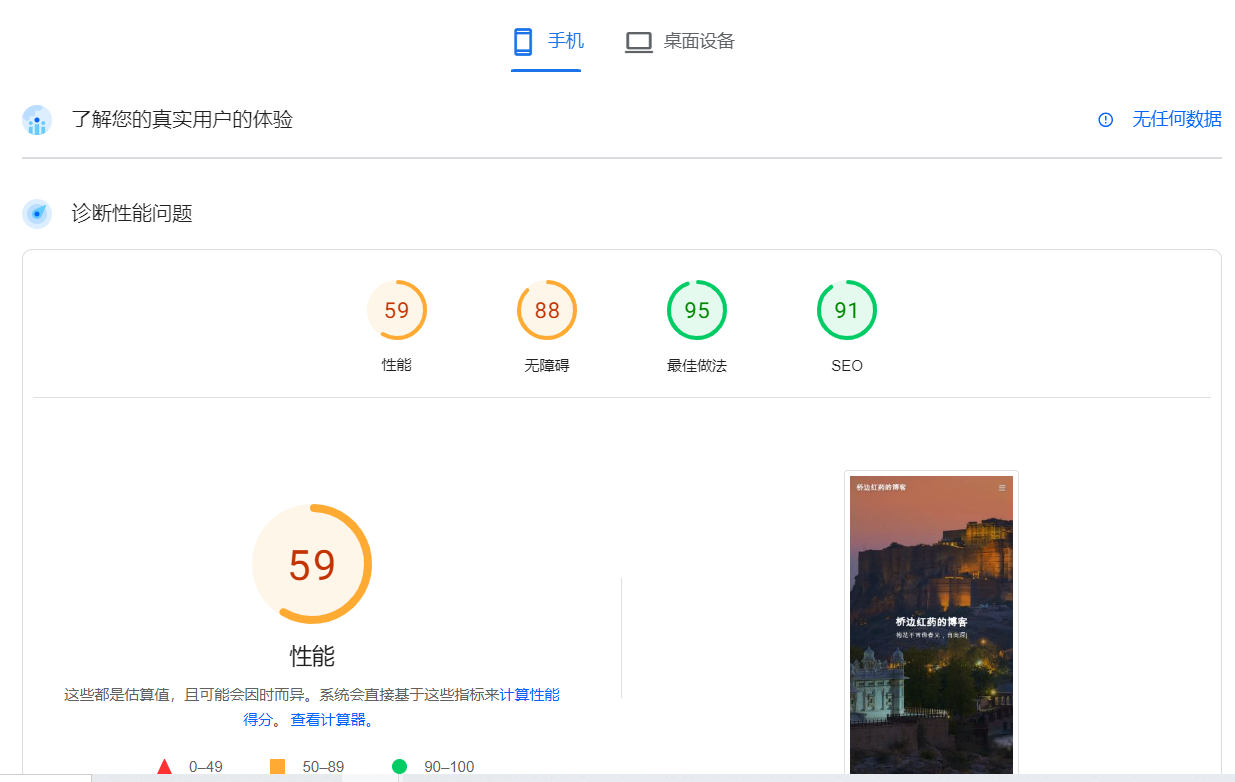 手机 桌面设备
了解您的真实用户的体验 无任何数据
诊断性能问题
59 88 95 91
性能 无障碍 最佳做法 SEO
59
性能
这些都是估算值，且可能会因时而异。系统会直接基于这些指标来计算性能
得分。 查看计算器。
0–49 50–89 90–100
桥边红药的博客
桥边红药的博客